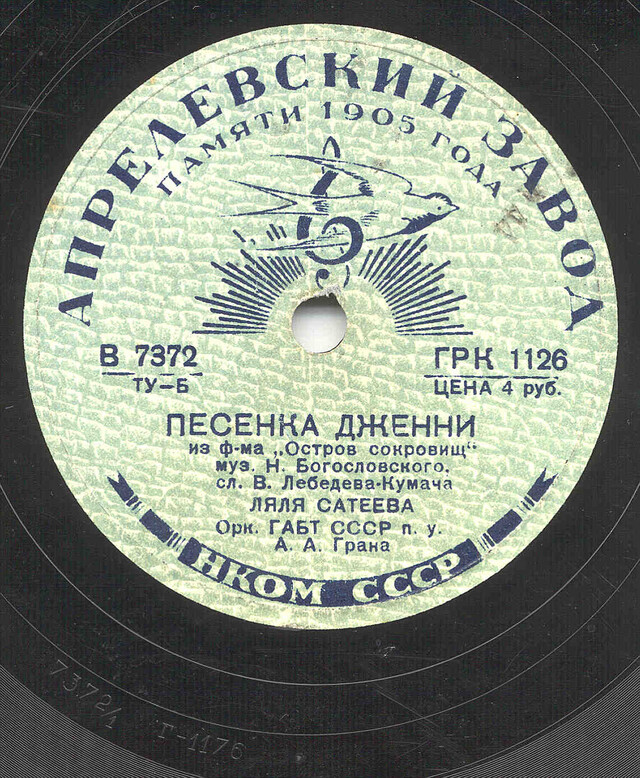 АПРЕЛЕВСКИЙ ЗАВОД
ПАМЯТИ 1905 ГОДА
В 7372
ТУ–Б
ГРК 1126
ЦЕНА 4 руб.
ПЕСЕНКА ДЖЕННИ
из ф-ма „Остров сокровищ“
муз. Н. Богословского.
сл. В. Лебедева-Кумача
ЛЯЛЯ САТЕЕВА
Орк. ГАБТ СССР п. у.
А. А. Грана
НКОМ СССР
Г-1176